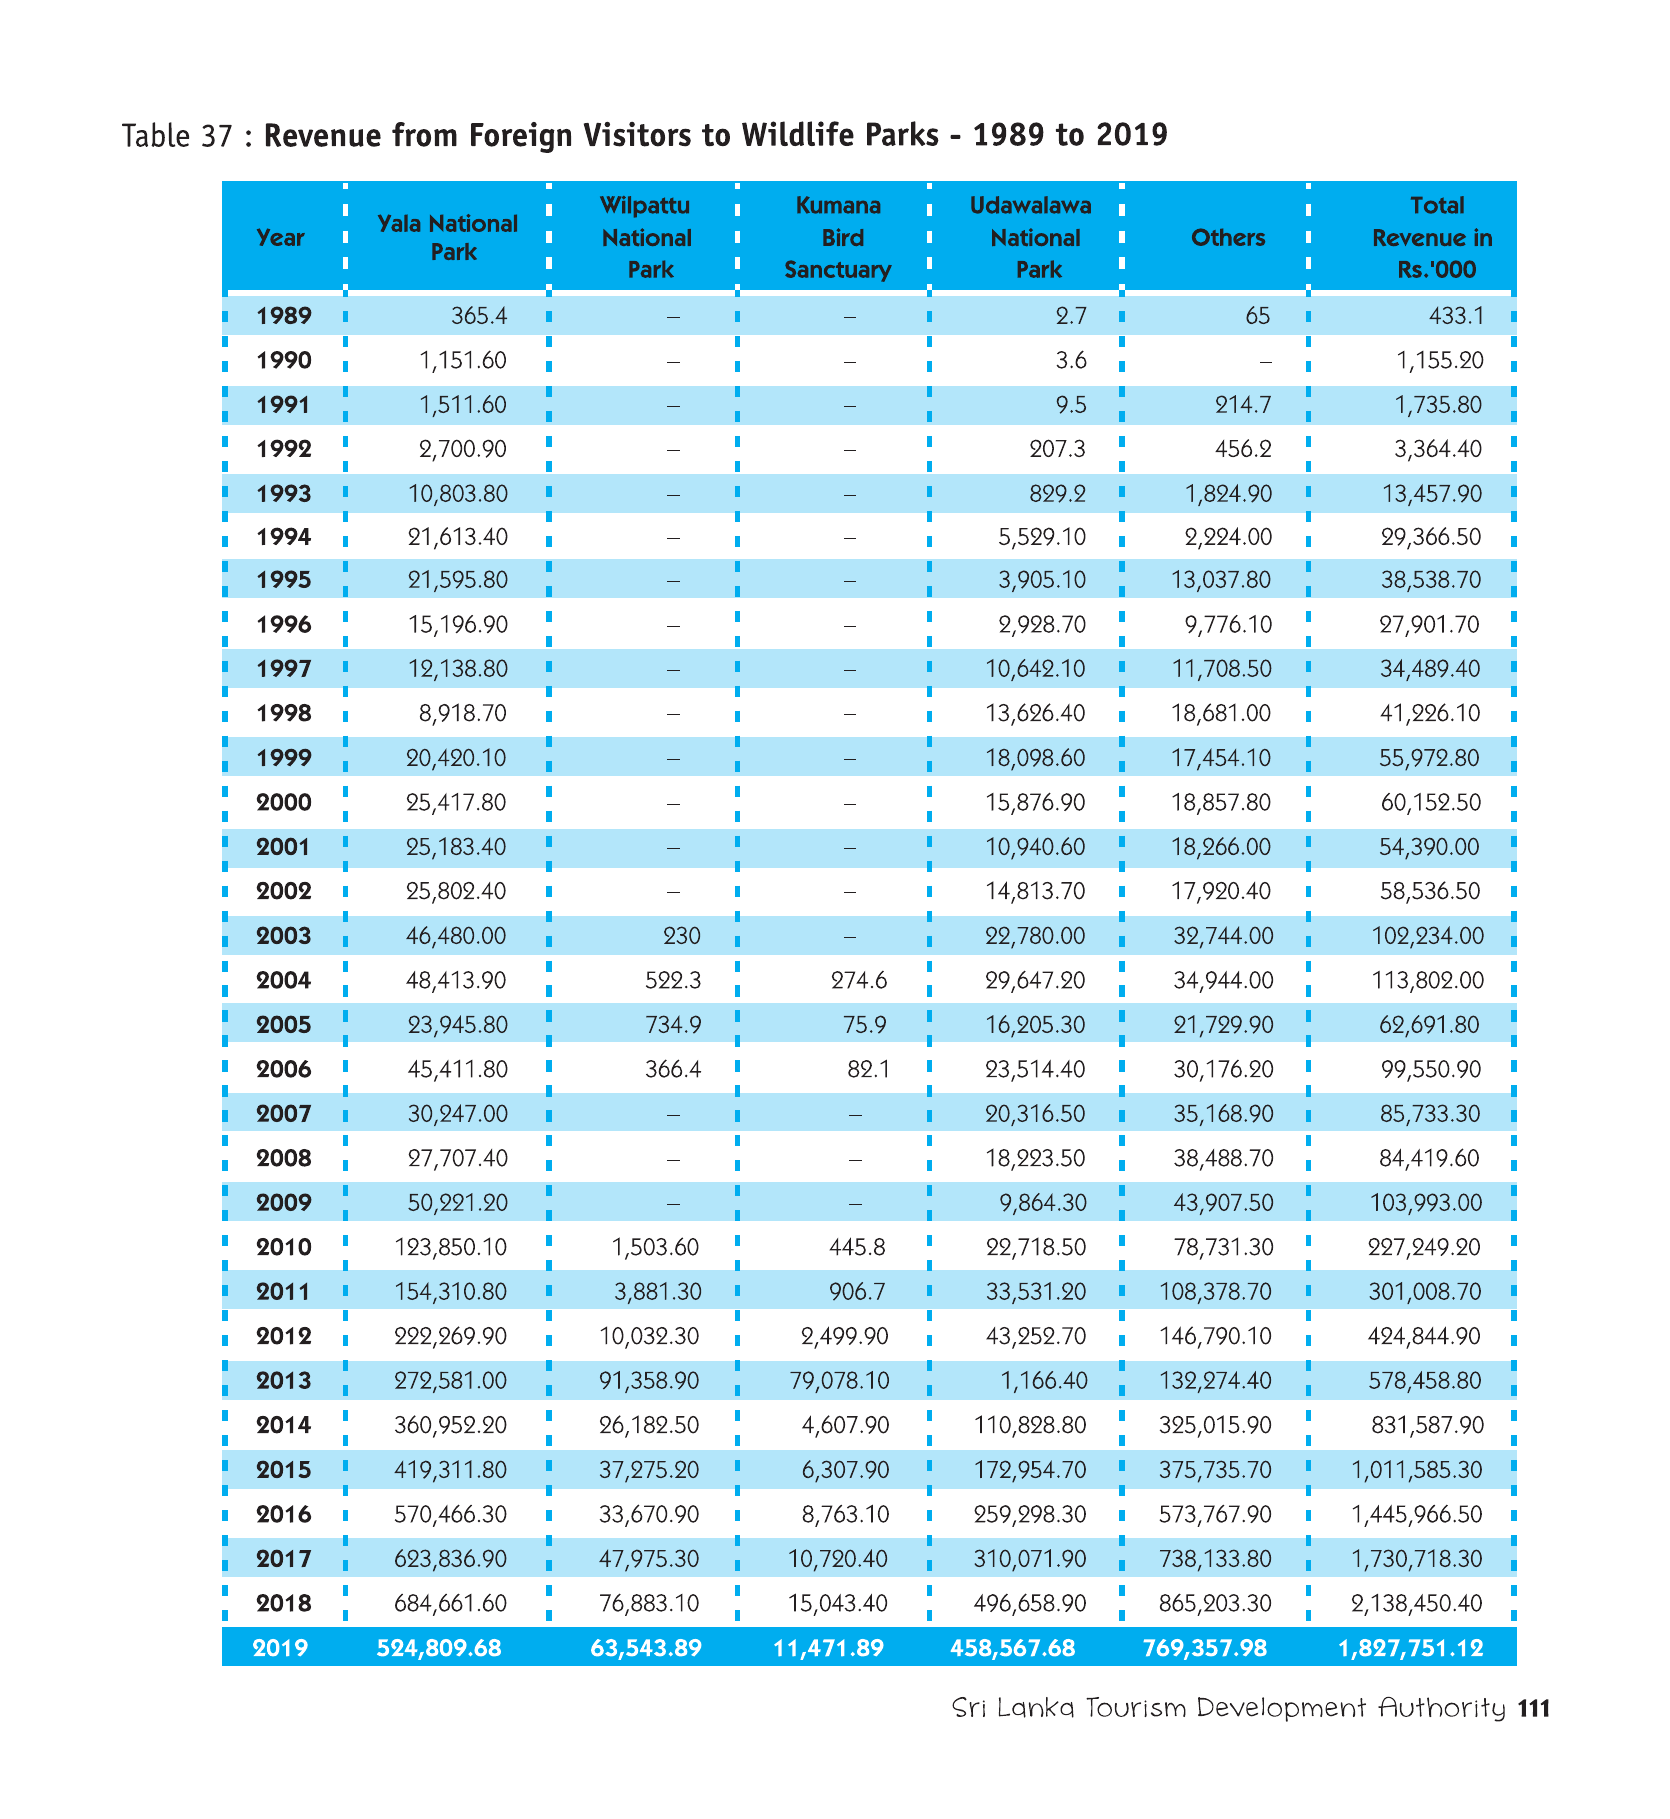 Table 37 : Revenue from Foreign Visitors to Wildlife Parks - 1989 to 2019
Year Yala National Park Wilpattu National Park Kumana Bird Sanctuary Udawalawa National Park Others Total Revenue in Rs.'000
1989 365.4 – – 2.7 65 433.1
1990 1,151.60 – – 3.6 – 1,155.20
1991 1,511.60 – – 9.5 214.7 1,735.80
1992 2,700.90 – – 207.3 456.2 3,364.40
1993 10,803.80 – – 829.2 1,824.90 13,457.90
1994 21,613.40 – – 5,529.10 2,224.00 29,366.50
1995 21,595.80 – – 3,905.10 13,037.80 38,538.70
1996 15,196.90 – – 2,928.70 9,776.10 27,901.70
1997 12,138.80 – – 10,642.10 11,708.50 34,489.40
1998 8,918.70 – – 13,626.40 18,681.00 41,226.10
1999 20,420.10 – – 18,098.60 17,454.10 55,972.80
2000 25,417.80 – – 15,876.90 18,857.80 60,152.50
2001 25,183.40 – – 10,940.60 18,266.00 54,390.00
2002 25,802.40 – – 14,813.70 17,920.40 58,536.50
2003 46,480.00 230 – 22,780.00 32,744.00 102,234.00
2004 48,413.90 522.3 274.6 29,647.20 34,944.00 113,802.00
2005 23,945.80 734.9 75.9 16,205.30 21,729.90 62,691.80
2006 45,411.80 366.4 82.1 23,514.40 30,176.20 99,550.90
2007 30,247.00 – – 20,316.50 35,168.90 85,733.30
2008 27,707.40 – – 18,223.50 38,488.70 84,419.60
2009 50,221.20 – – 9,864.30 43,907.50 103,993.00
2010 123,850.10 1,503.60 445.8 22,718.50 78,731.30 227,249.20
2011 154,310.80 3,881.30 906.7 33,531.20 108,378.70 301,008.70
2012 222,269.90 10,032.30 2,499.90 43,252.70 146,790.10 424,844.90
2013 272,581.00 91,358.90 79,078.10 1,166.40 132,274.40 578,458.80
2014 360,952.20 26,182.50 4,607.90 110,828.80 325,015.90 831,587.90
2015 419,311.80 37,275.20 6,307.90 172,954.70 375,735.70 1,011,585.30
2016 570,466.30 33,670.90 8,763.10 259,298.30 573,767.90 1,445,966.50
2017 623,836.90 47,975.30 10,720.40 310,071.90 738,133.80 1,730,718.30
2018 684,661.60 76,883.10 15,043.40 496,658.90 865,203.30 2,138,450.40
2019 524,809.68 63,543.89 11,471.89 458,567.68 769,357.98 1,827,751.12
Sri Lanka Tourism Development Authority 111